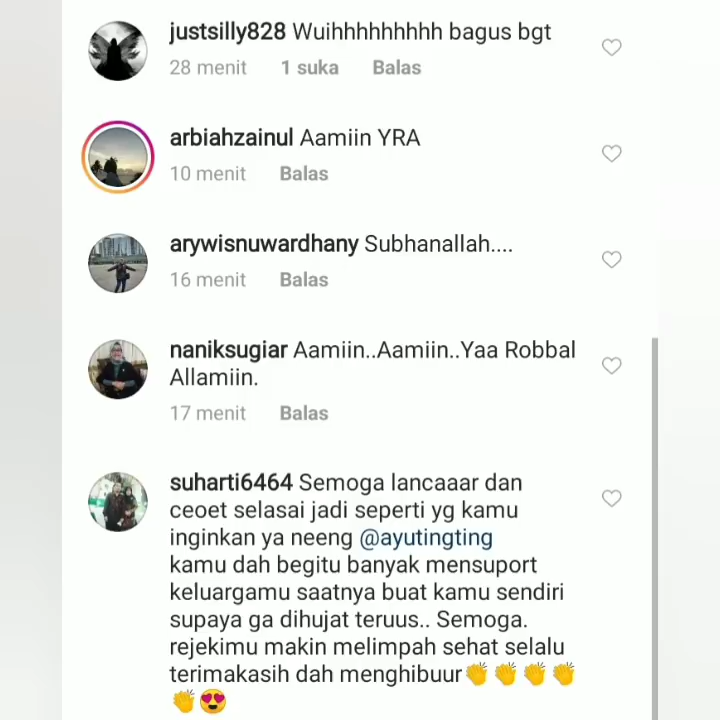 justsilly828 Wuihhhhhhhhh bagus bgt
28 menit 1 suka Balas
arbiahzainul Aamiin YRA
10 menit Balas
arywisnuwardhany Subhanallah....
16 menit Balas
naniksugiar Aamiin..Aamiin..Yaa Robbal
Allamiin.
17 menit Balas
suharti6464 Semoga lancaaar dan
ceoet selasai jadi seperti yg kamu
inginkan ya neeng @ayutingting
kamu dah begitu banyak mensuport
keluargamu saatnya buat kamu sendiri
supaya ga dihujat teruus.. Semoga.
rejekimu makin melimpah sehat selalu
terimakasih dah menghibuur👏👏👏👏
👏😍